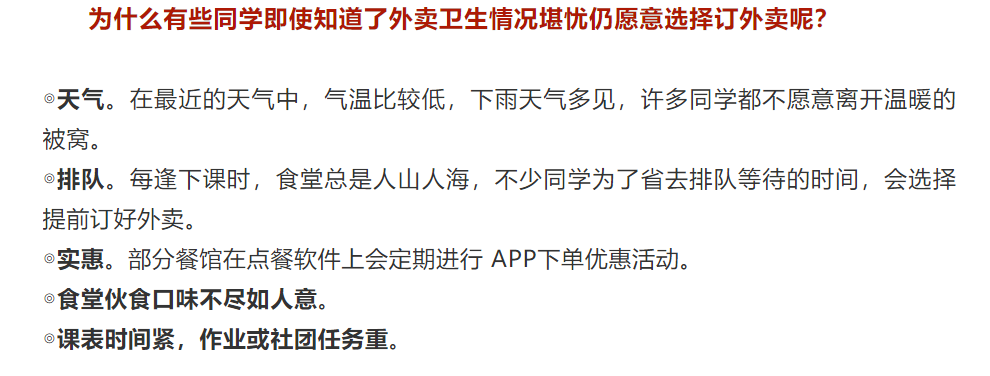 为什么有些同学即使知道了外卖卫生情况堪忧仍愿意选择订外卖呢？
◎天气。在最近的天气中，气温比较低，下雨天气多见，许多同学都不愿意离开温暖的
被窝。
◎排队。每逢下课时，食堂总是人山人海，不少同学为了省去排队等待的时间，会选择
提前订好外卖。
◎实惠。部分餐馆在点餐软件上会定期进行 APP下单优惠活动。
◎食堂伙食口味不尽如人意。
◎课表时间紧，作业或社团任务重。